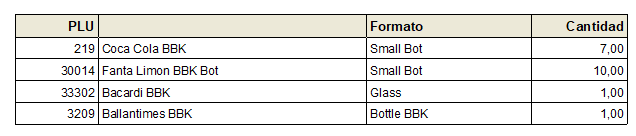 PLU Formato Cantidad
219 Coca Cola BBK Small Bot 7,00
30014 Fanta Limon BBK Bot Small Bot 10,00
33302 Bacardi BBK Glass 1,00
3209 Ballantimes BBK Bottle BBK 1,00